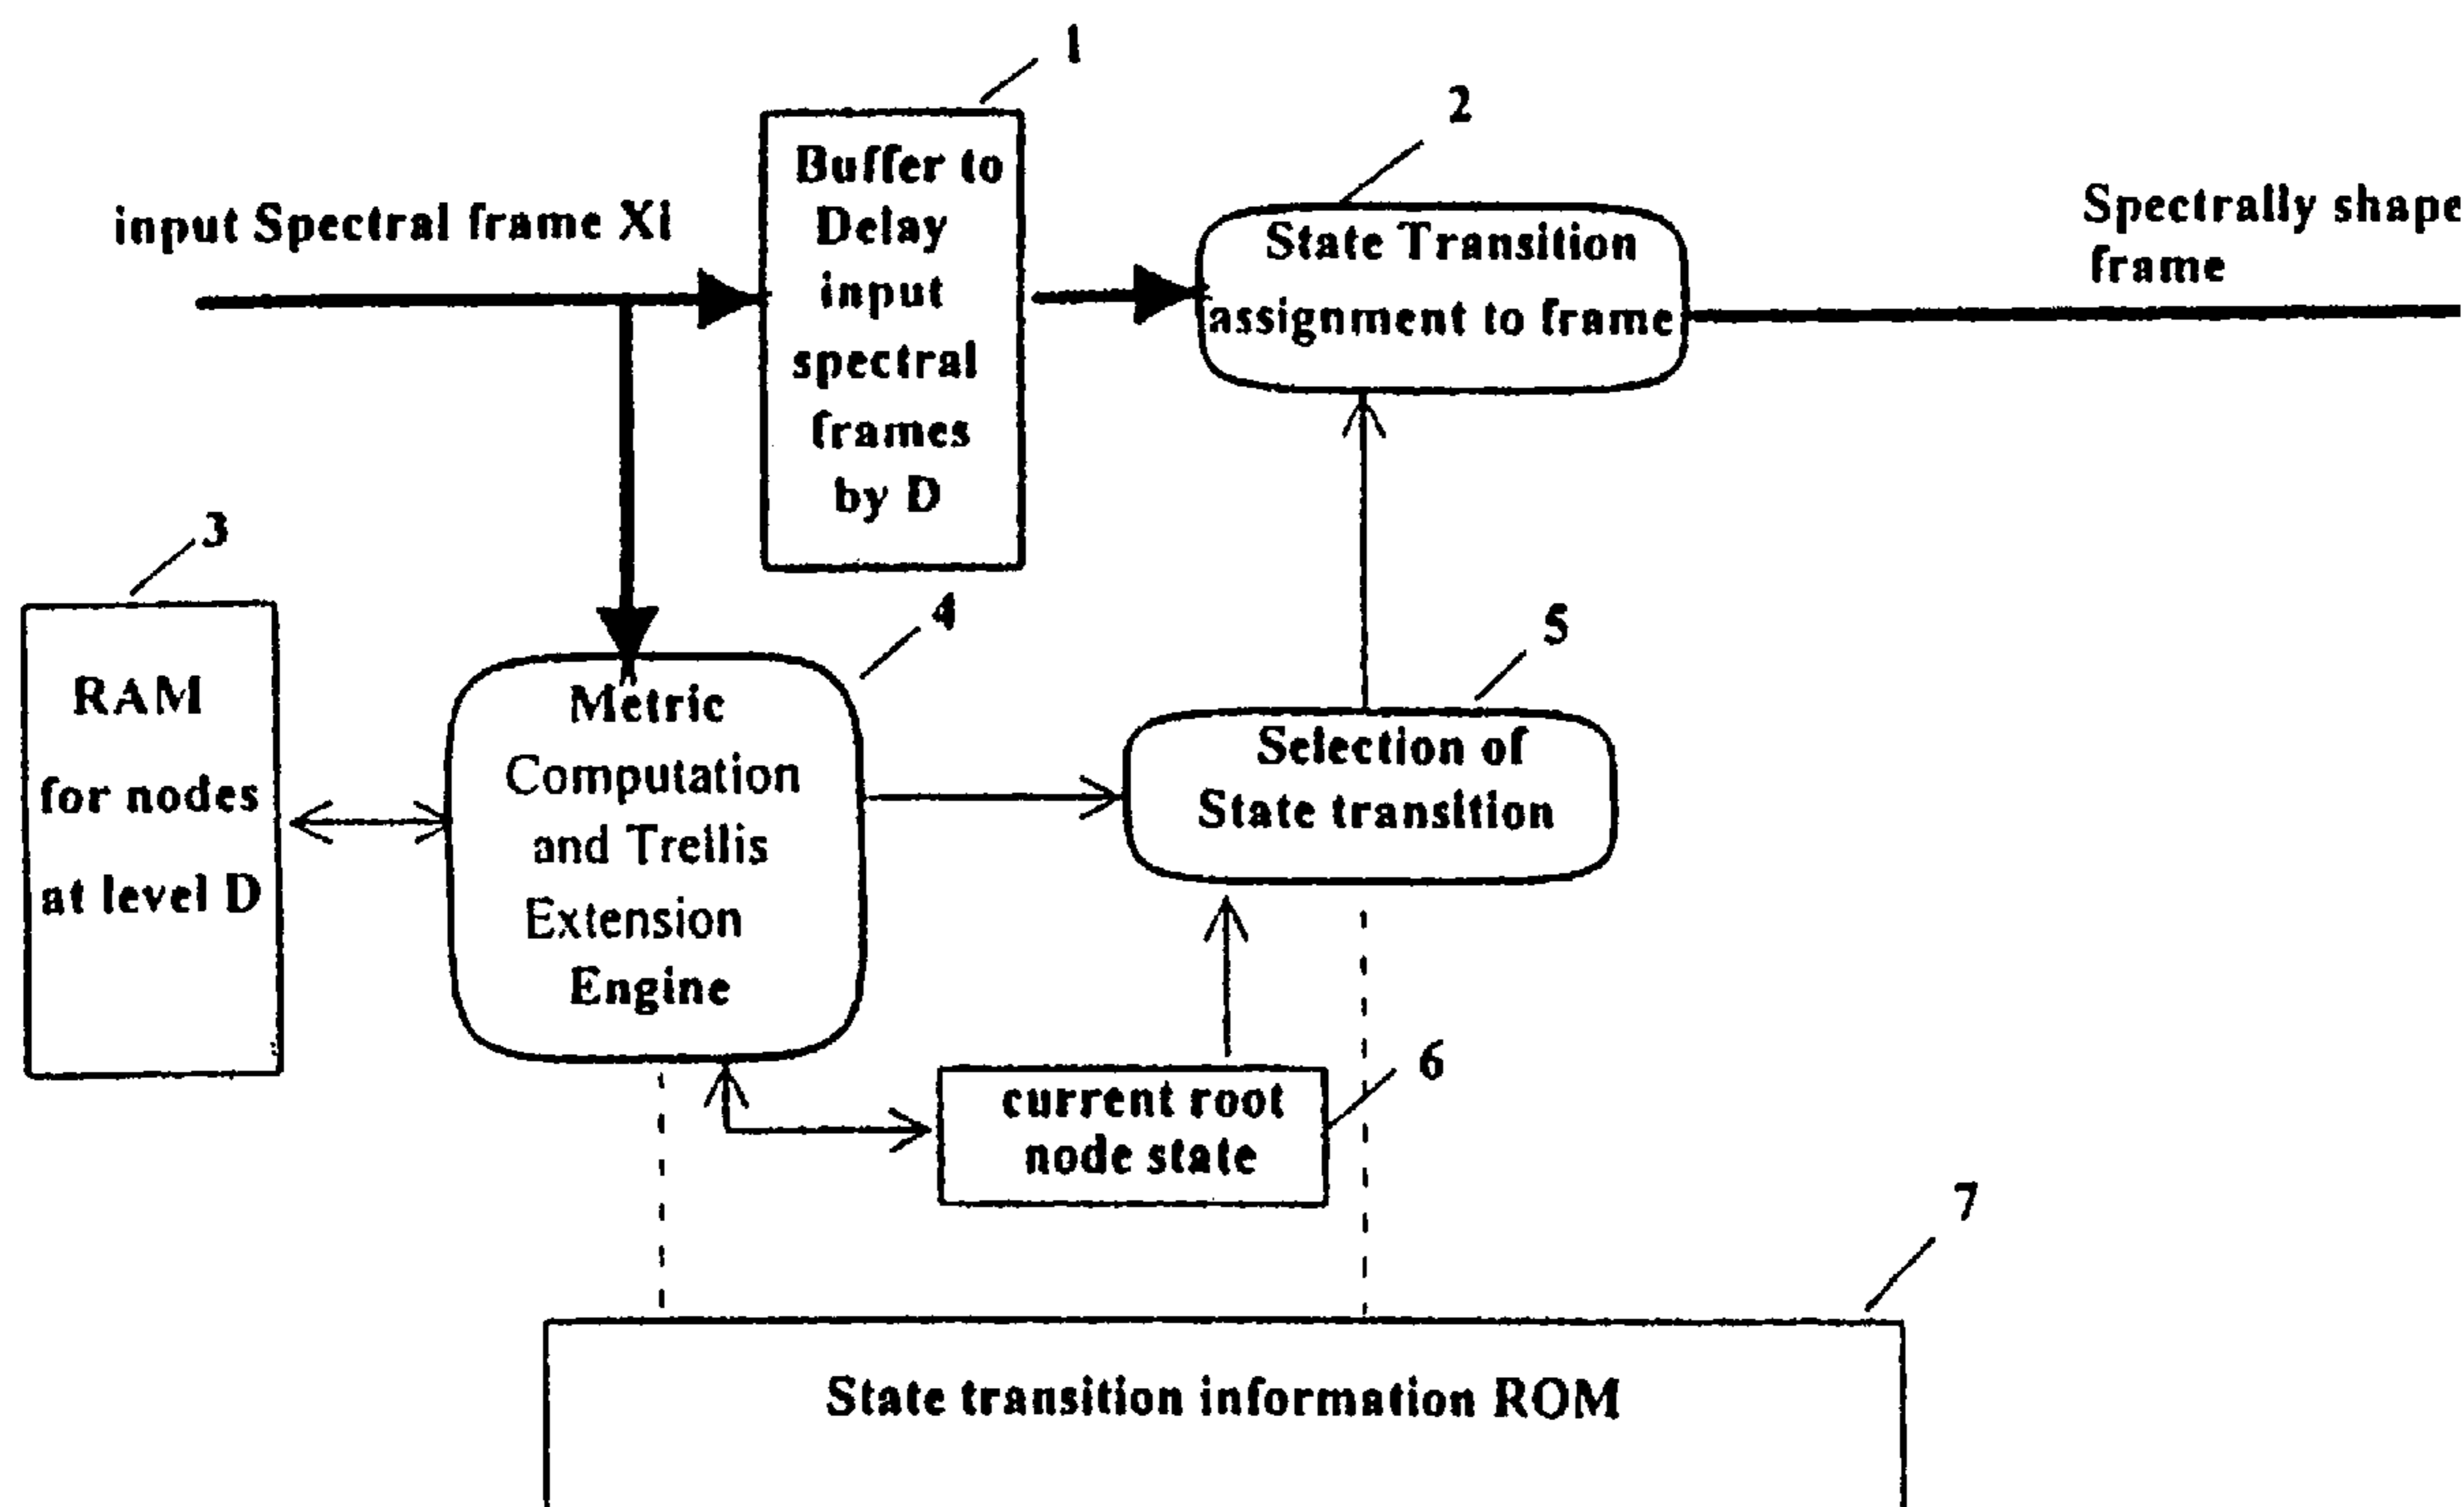 1
2
input Spectral frame Xi
Buffer to
Delay
input
spectral
frames
by D
State Transition
assignment to frame
Spectrally shape
frame
3
4
5
RAM
for nodes
at level D
Metric
Computation
and Trellis
Extension
Engine
Selection of
State transition
6
current root
node state
7
State transition information ROM